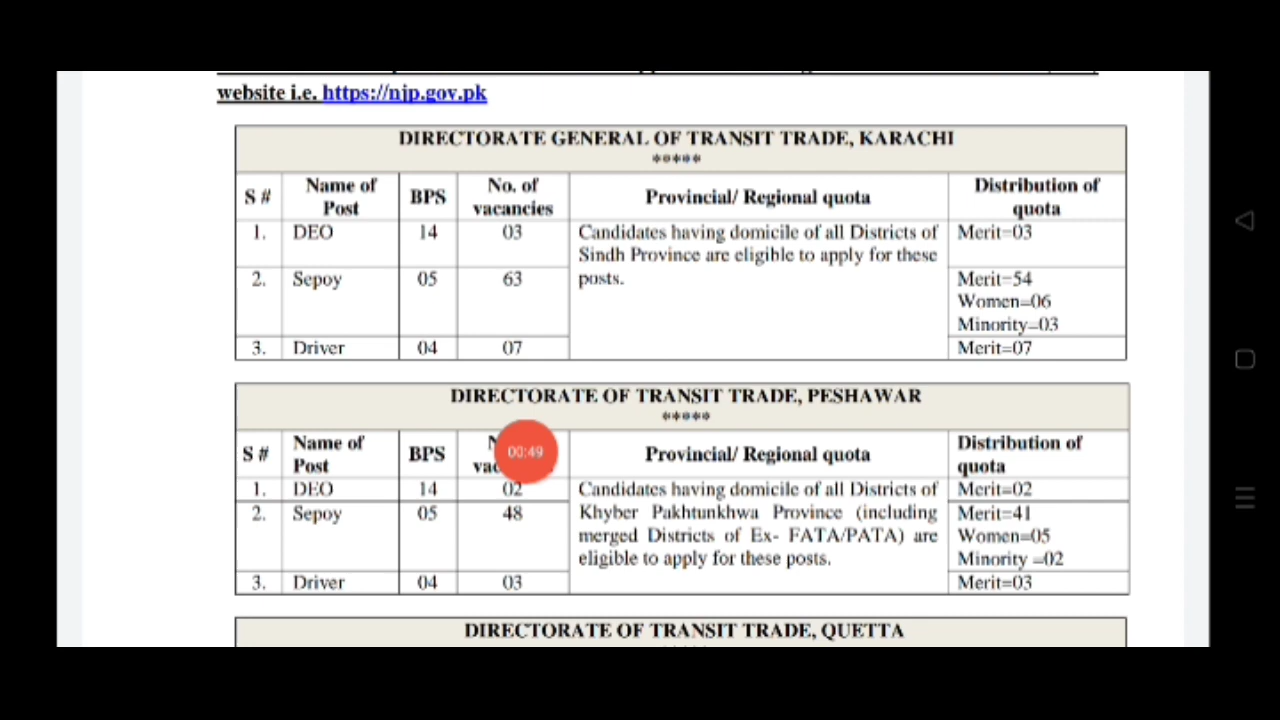 website i.e. https://njp.gov.pk
DIRECTORATE GENERAL OF TRANSIT TRADE, KARACHI
*****
S # Name of Post BPS No. of vacancies Provincial/ Regional quota Distribution of quota
1. DEO 14 03 Candidates having domicile of all Districts of Merit=03
Sindh Province are eligible to apply for these
2. Sepoy 05 63 posts. Merit=54
Women=06
Minority=03
3. Driver 04 07 Merit=07
DIRECTORATE OF TRANSIT TRADE, PESHAWAR
*****
S # Name of Post BPS Provincial/ Regional quota Distribution of quota
00:49
1. DEO 14 02 Candidates having domicile of all Districts of Merit=02
2. Sepoy 05 48 Khyber Pakhtunkhwa Province (including Merit=41
merged Districts of Ex- FATA/PATA) are Women=05
eligible to apply for these posts. Minority =02
3. Driver 04 03 Merit=03
DIRECTORATE OF TRANSIT TRADE, QUETTA